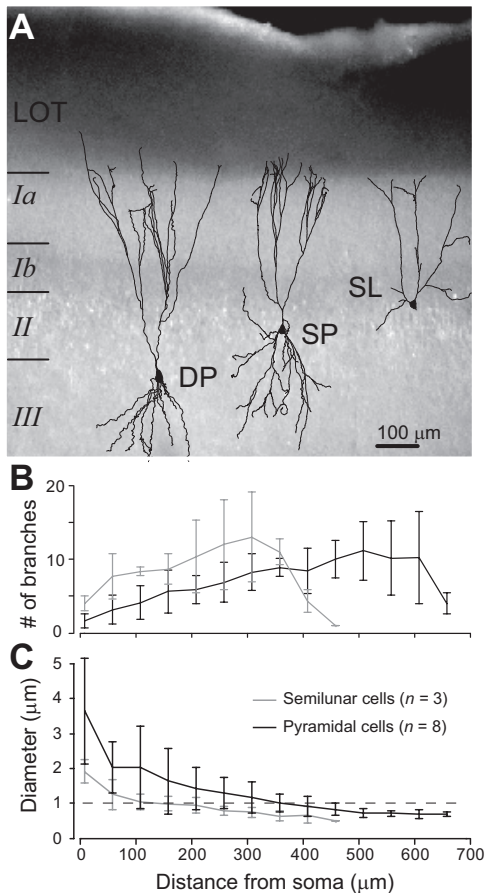 A
LOT
Ia
Ib
II
III
SL
SP
DP
100 μm
B
# of branches
20
10
0
C
Diameter (μm)
5
4
3
2
1
0
Semilunar cells (n = 3)
Pyramidal cells (n = 8)
0 100 200 300 400 500 600 700
Distance from soma (μm)